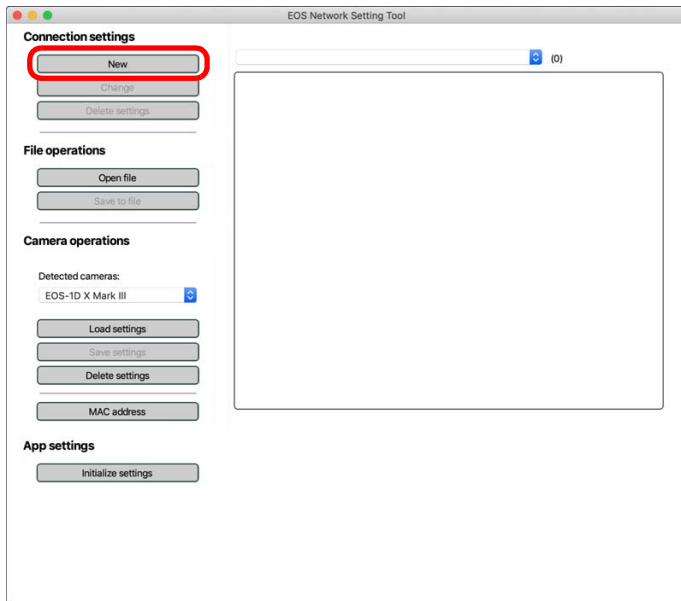 EOS Network Setting Tool
Connection settings
New
(0)
Change
Delete settings
File operations
Open file
Save to file
Camera operations
Detected cameras:
EOS-1D X Mark III
Load settings
Save settings
Delete settings
MAC address
App settings
Initialize settings